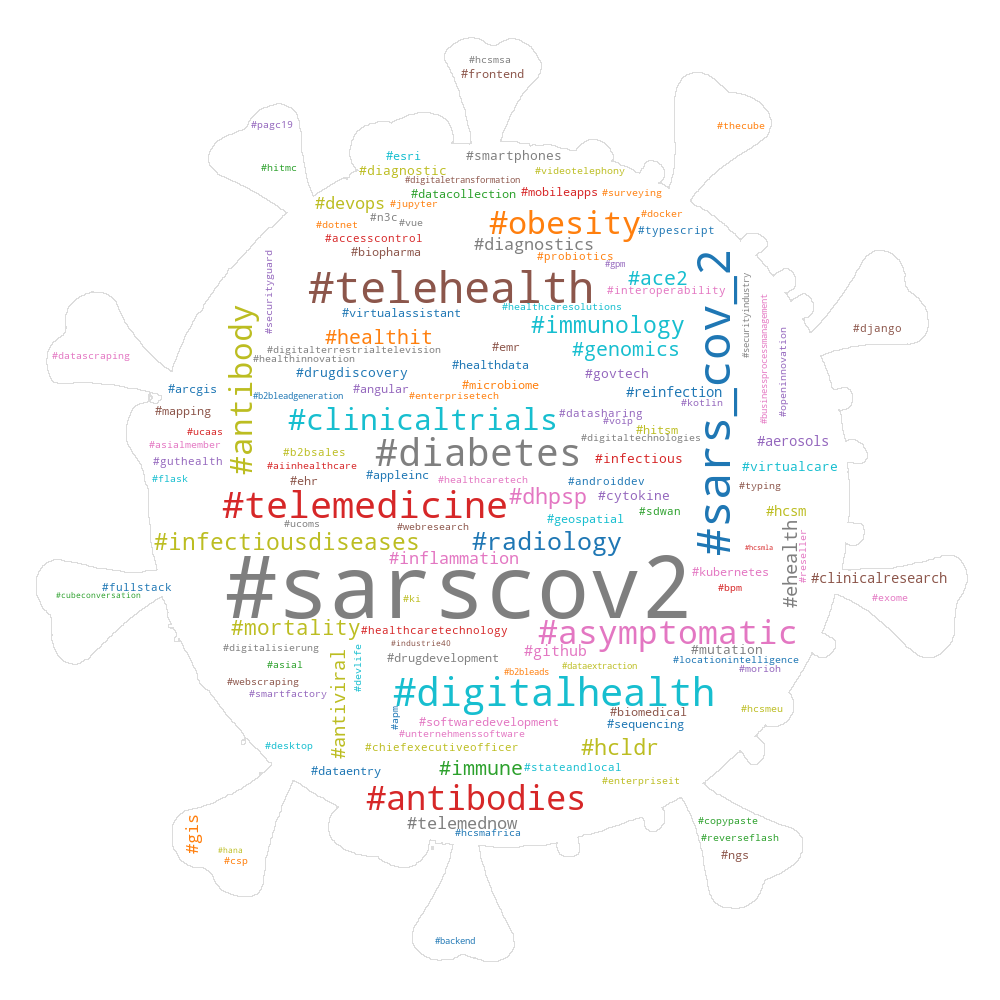 #hcsmsa
#frontend
#pagc19
#thecube
#hitmc
#esri
#smartphones
#diagnostic
#videotelephony
#digitaletransformation
#datacollection
#mobileapps
#surveying
#devops
#jupyter
#n3c
#vue
#dotnet
#obesity
#docker
#typescript
#accesscontrol
#biopharma
#diagnostics
#probiotics
#gpm
#securityguard
#telehealth
#ace2
#interoperability
#sars_cov_2
#securityindustry
#businessprocessmanagement
#openinnovation
#django
#healthcaresolutions
#virtualassistant
#immunology
#antibody
#healthit
#datascraping
#digitalterrestrialtelevision
#emr
#genomics
#healthinnovation
#healthdata
#drugdiscovery
#govtech
#arcgis
#angular
#microbiome
#reinfection
#b2bleadgeneration
#enterprisetech
#kotlin
#mapping
#clinicaltrials
#datasharing
#voip
#ucaas
#hitsm
#digitaltechnologies
#asialmember
#aerosols
#b2bsales
#diabetes
#guthealth
#aiinhealthcare
#infectious
#virtualcare
#flask
#ehr
#appleinc
#healthcaretech
#androiddev
#typing
#telemedicine
#dhpsp
#cytokine
#sdwan
#hcsm
#ucoms
#webresearch
#geospatial
#infectiousdiseases
#radiology
#hcsmla
#ehealth
#reseller
#inflammation
#kubernetes
#clinicalresearch
#fullstack
#sarscov2
#bpm
#cubeconversation
#ki
#exome
#mortality
#healthcaretechnology
#asymptomatic
#digitalisierung
#industrie40
#github
#mutation
#asial
#antiviral
#devlife
#drugdevelopment
#dataextraction
#locationintelligence
#morioh
#webscraping
#b2bleads
#smartfactory
#digitalhealth
#apm
#biomedical
#hcsmeu
#softwaredevelopment
#sequencing
#unternehmenssoftware
#desktop
#chiefexecutiveofficer
#hcldr
#dataentry
#immune
#stateandlocal
#enterpriseit
#antibodies
#gis
#telemednow
#hcsmafrica
#copypaste
#reverseflash
#hana
#csp
#ngs
#backend